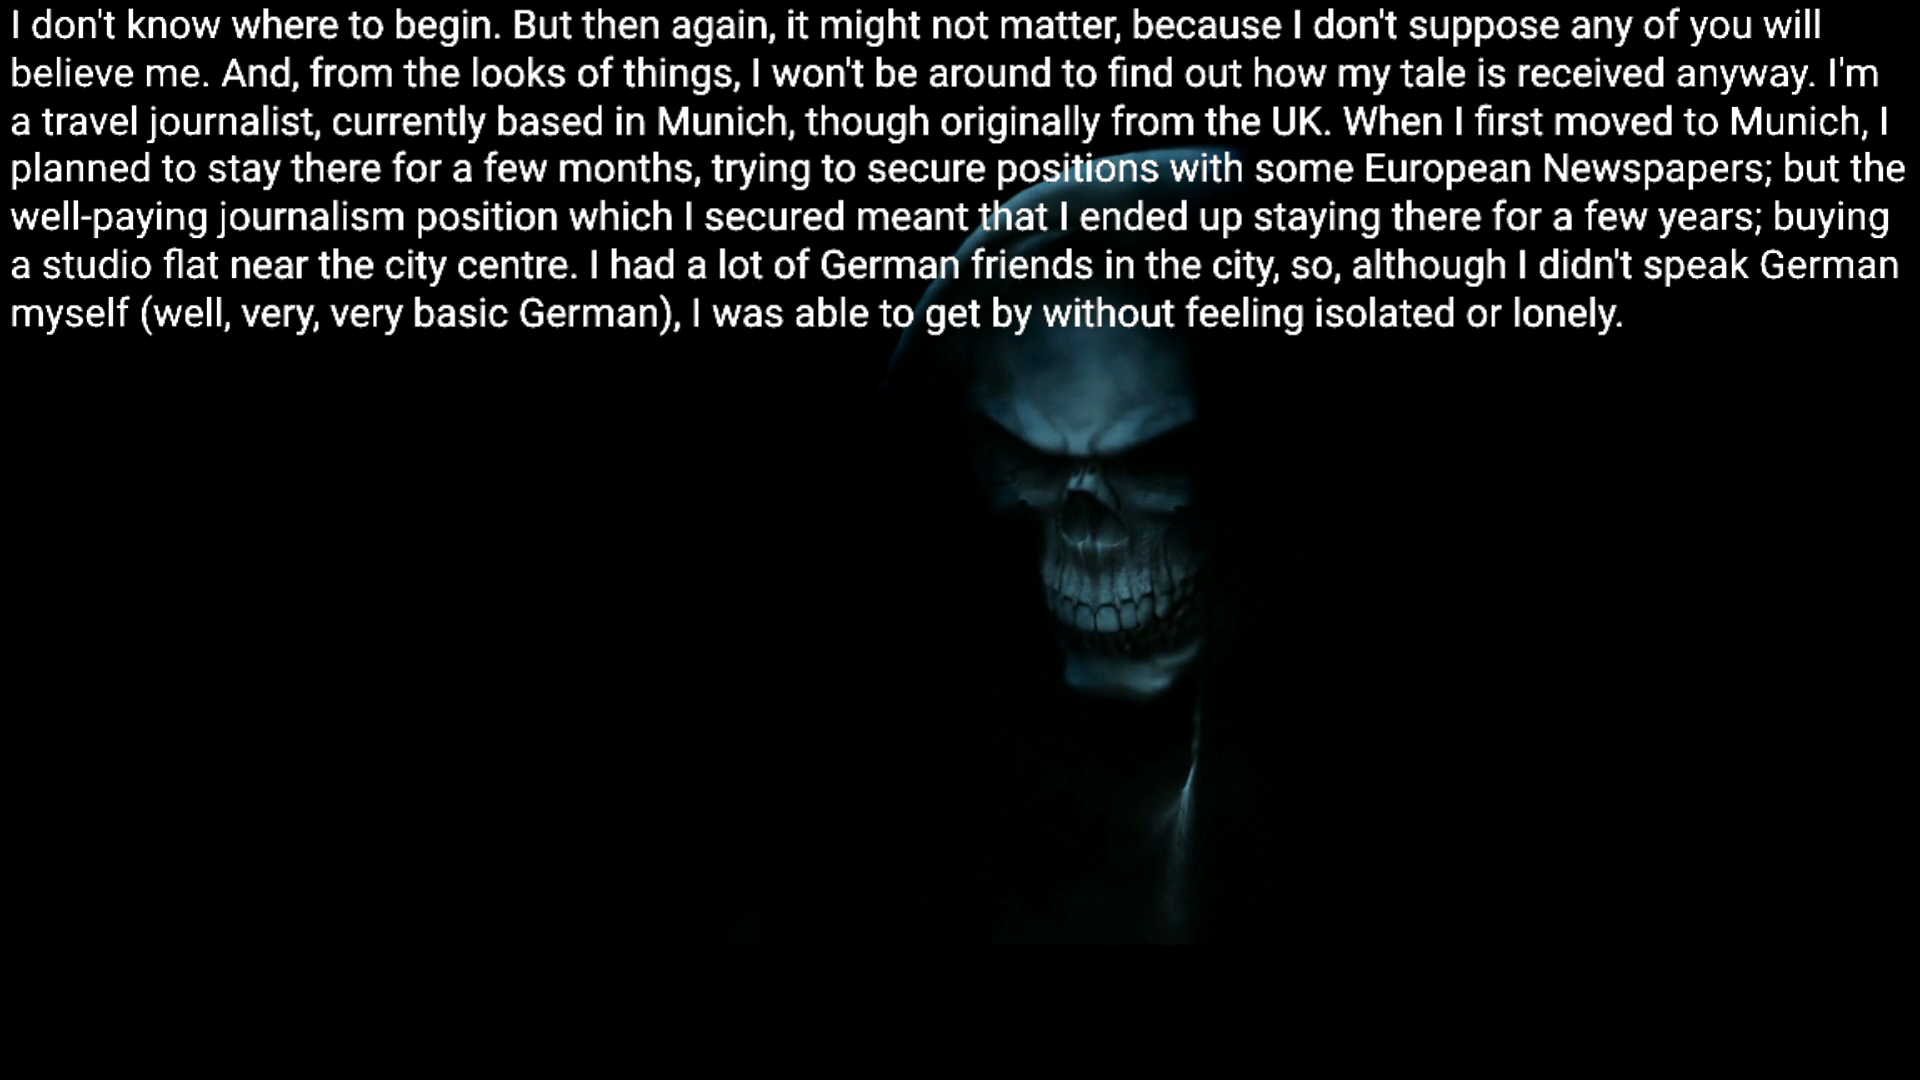 I don't know where to begin. But then again, it might not matter, because I don't suppose any of you will
believe me. And, from the looks of things, I won't be around to find out how my tale is received anyway. I'm
a travel journalist, currently based in Munich, though originally from the UK. When I first moved to Munich, I
planned to stay there for a few months, trying to secure positions with some European Newspapers; but the
well-paying journalism position which I secured meant that I ended up staying there for a few years; buying
a studio flat near the city centre. I had a lot of German friends in the city, so, although I didn't speak German
myself (well, very, very basic German), I was able to get by without feeling isolated or lonely.